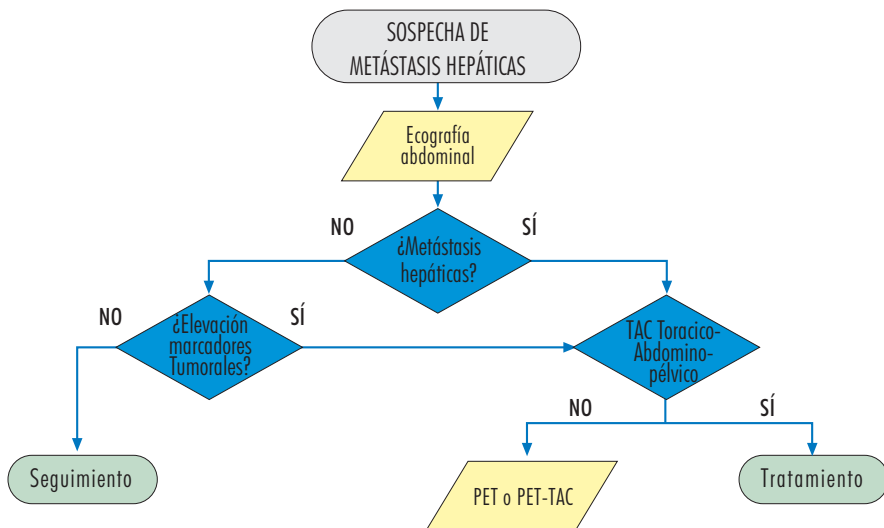 SOSPECHA DE
METÁSTASIS HEPÁTICAS
Ecografía
abdominal
NO
SÍ
¿Metástasis
hepáticas?
NO
¿Elevación
marcadores
Tumorales?
SÍ
TAC Toracico-
Abdomino-
pélvico
NO
SÍ
Seguimiento
PET o PET-TAC
Tratamiento